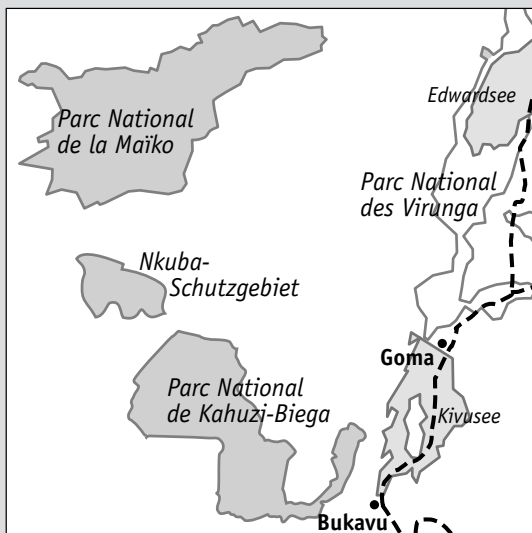 Edwardsee
Parc National
de la Maïko
Parc National
des Virunga
Nkuba-
Schutzgebiet
Goma
Parc National
de Kahuzi-Biega
Kivusee
Bukavu